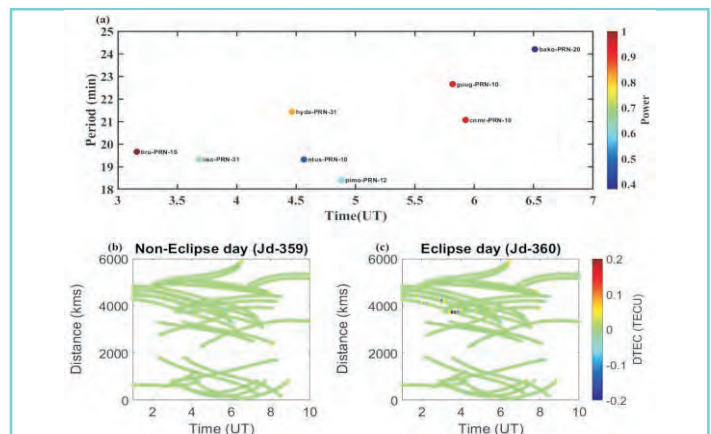 (a)
25
24
23
22
21
20
19
18
Period (min)
bako-PRN-20
guug-PRN-10
cnmr-PRN-10
hyde-PRN-31
bru-PRN-15
ntus-PRN-10
pimo-PRN-12
3 3.5 4 4.5 5 5.5 6 6.5 7
Time(UT)
1
0.9
0.8
0.7
0.6
0.5
0.4
Power
(b) Non-Eclipse day (Jd-359)
6000
4000
2000
0
Distance (kms)
2 4 6 8 10
Time (UT)
(c) Eclipse day (Jd-360)
6000
4000
2000
0
Distance (kms)
2 4 6 8 10
Time (UT)
0.2
0.1
0
-0.1
-0.2
DTEC (TECU)